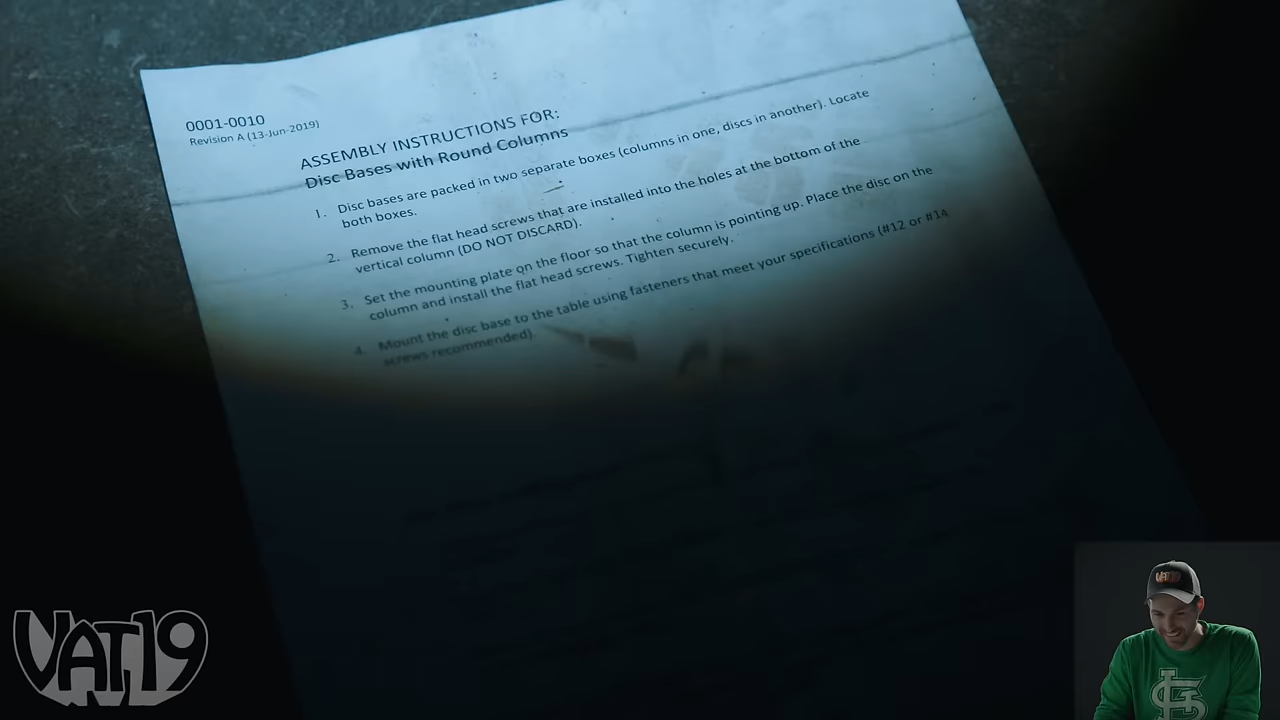 0001-0010
Revision A (13-Jun-2019)
ASSEMBLY INSTRUCTIONS FOR:
Disc Bases with Round Columns
1. Disc bases are packed in two separate boxes (columns in one, discs in another). Locate
both boxes.
2. Remove the flat head screws that are installed into the holes at the bottom of the
vertical column (DO NOT DISCARD).
3. Set the mounting plate on the floor so that the column is pointing up. Place the disc on the
column and install the flat head screws. Tighten securely.
4. Mount the disc base to the table using fasteners that meet your specifications (#12 or #14
screws recommended).
VAT19
VAT19
STL